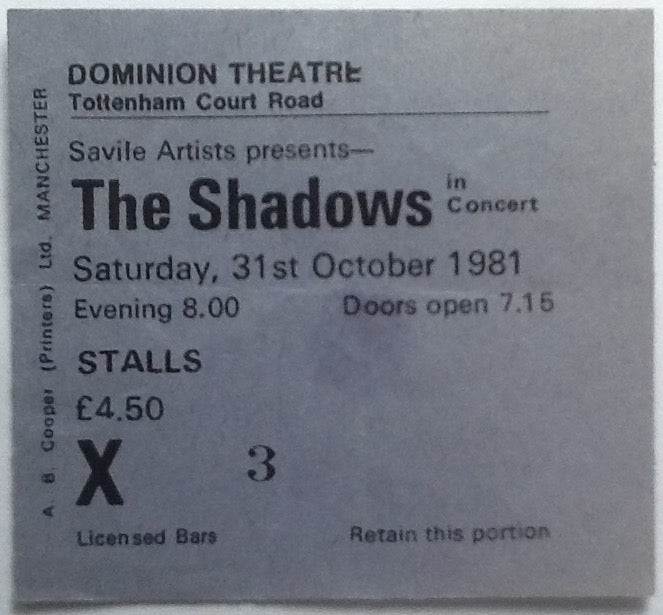 DOMINION THEATRE
Tottenham Court Road
Savile Artists presents—
The Shadows in Concert
Saturday, 31st October 1981
Evening 8.00 Doors open 7.15
STALLS
£4.50
X 3
Licensed Bars Retain this portion
A. B. Cooper (Printers) Ltd. MANCHESTER